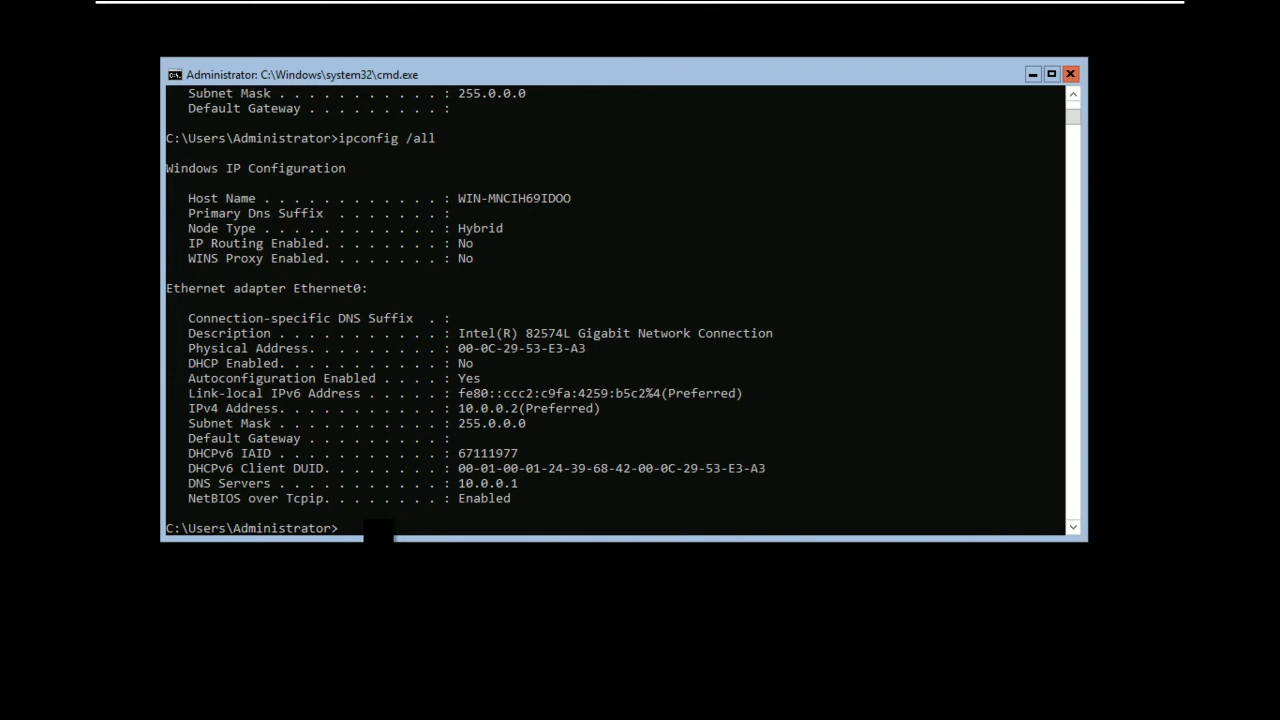 Administrator: C:\Windows\system32\cmd.exe
Subnet Mask . . . . . . . . . . . : 255.0.0.0
Default Gateway . . . . . . . . . :
C:\Users\Administrator>ipconfig /all
Windows IP Configuration
Host Name . . . . . . . . . . . . : WIN-MNCIH69IDOO
Primary Dns Suffix  . . . . . . . :
Node Type . . . . . . . . . . . . : Hybrid
IP Routing Enabled. . . . . . . . : No
WINS Proxy Enabled. . . . . . . . : No
Ethernet adapter Ethernet0:
Connection-specific DNS Suffix  . :
Description . . . . . . . . . . . : Intel(R) 82574L Gigabit Network Connection
Physical Address. . . . . . . . . : 00-0C-29-53-E3-A3
DHCP Enabled. . . . . . . . . . . : No
Autoconfiguration Enabled . . . . : Yes
Link-local IPv6 Address . . . . . : fe80::ccc2:c9fa:4259:b5c2%4(Preferred)
IPv4 Address. . . . . . . . . . . : 10.0.0.2(Preferred)
Subnet Mask . . . . . . . . . . . : 255.0.0.0
Default Gateway . . . . . . . . . :
DHCPv6 IAID . . . . . . . . . . . : 67111977
DHCPv6 Client DUID. . . . . . . . : 00-01-00-01-24-39-68-42-00-0C-29-53-E3-A3
DNS Servers . . . . . . . . . . . : 10.0.0.1
NetBIOS over Tcpip. . . . . . . . : Enabled
C:\Users\Administrator>